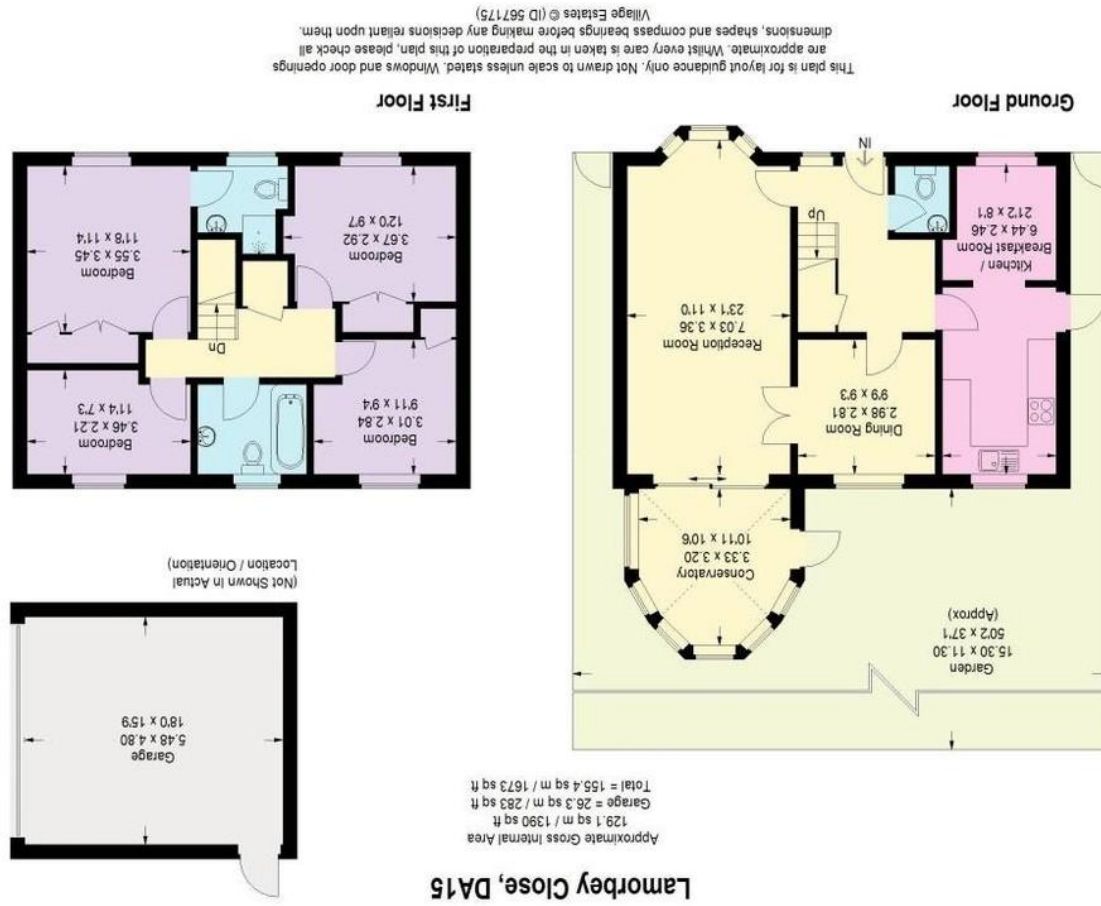 Lamorbey Close, DA15
Approximate Gross Internal Area
129.1 sq m / 1390 sq ft
Garage = 26.3 sq m / 283 sq ft
Total = 155.4 sq m / 1673 sq ft
Garden
15.30 x 11.30
50'2 x 37'1
(Approx)
Garage
5.48 x 4.80
18'0 x 15'9
(Not Shown In Actual
Location / Orientation)
Conservatory
3.33 x 3.20
10'11 x 10'6
Dining Room
2.98 x 2.81
9'9 x 9'3
Reception Room
7.03 x 3.36
23'1 x 11'0
Kitchen /
Breakfast Room
6.44 x 2.46
21'2 x 8'1
Up
IN
Ground Floor
Bedroom
3.01 x 2.84
9'11 x 9'4
Bedroom
3.46 x 2.21
11'4 x 7'3
Dn
Bedroom
3.67 x 2.92
12'0 x 9'7
Bedroom
3.55 x 3.45
11'8 x 11'4
First Floor
This plan is for layout guidance only. Not drawn to scale unless stated. Windows and door openings
are approximate. Whilst every care is taken in the preparation of this plan, please check all
dimensions, shapes and compass bearings before making any decisions reliant upon them.
Village Estates © (ID 567175)